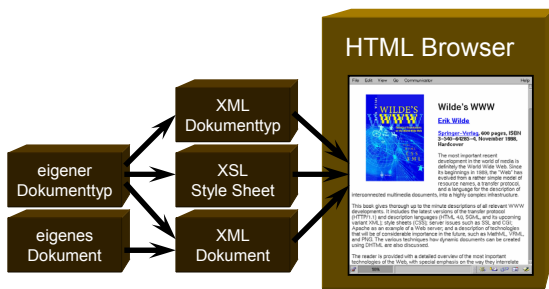 HTML Browser
XML
Dokumenttyp
eigener
Dokumenttyp
XSL
Style Sheet
eigenes
Dokument
XML
Dokument
File Edit View Go Communicator Help
WILDE'S
WWW
Wilde's WWW
Erik Wilde
Springer-Verlag, 600 pages, ISBN
3-540-64285-4, November 1998,
Hardcover
The most important recent
development in the world of media is
definitely the World Wide Web. Since
its beginnings in 1989, the "Web" has
evolved from a rather simple model of
resource names, a transfer protocol,
and a language for the description of
interconnected multimedia documents, into a highly complex infrastructure.
This book gives thorough up to the minute descriptions of all relevant WWW
developments. It includes the latest versions of the transfer protocol
(HTTP/1.1) and description languages (HTML 4.0, SGML, and its upcoming
variant XML); style sheets (CSS); server issues such as SSI, and CGI;
Apache as an example of a Web server; and a description of technologies
that will be of considerable importance in the future, such as MathML, VRML,
and PNG. The various techniques how dynamic documents can be created
using DHTML are also discussed.
The reader is provided with a detailed overview of the most important
technologies of the Web, with special emphasis on the way they interrelate